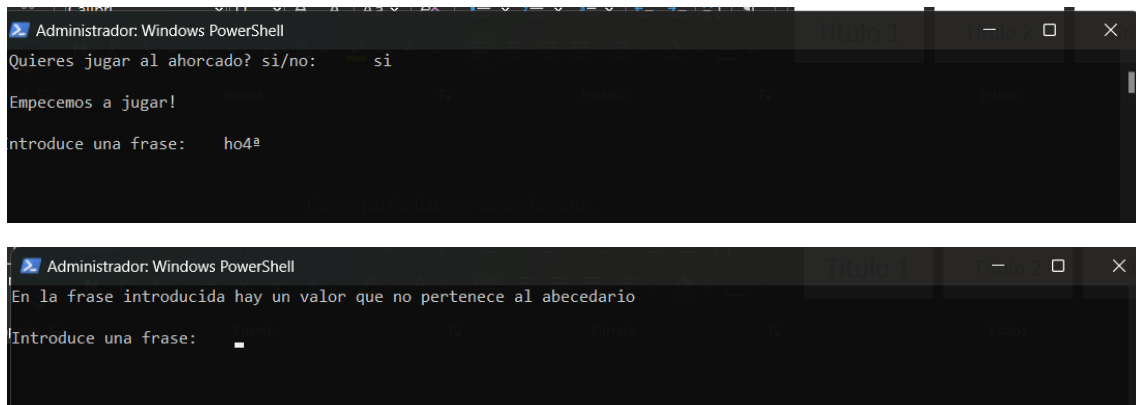 Administrador: Windows PowerShell
Quieres jugar al ahorcado? si/no: si
Empecemos a jugar!
Introduce una frase: ho4ª
Administrador: Windows PowerShell
En la frase introducida hay un valor que no pertenece al abecedario
Introduce una frase: